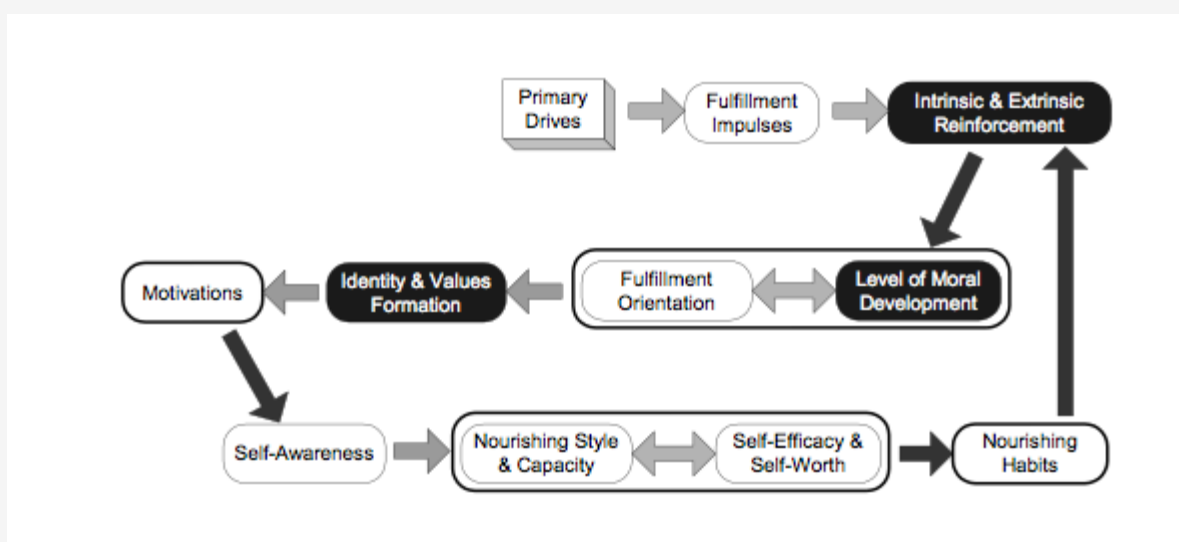 Primary
Drives
Fulfillment
Impulses
Intrinsic & Extrinsic
Reinforcement
Motivations
Identity & Values
Formation
Fulfillment
Orientation
Level of Moral
Development
Self-Awareness
Nourishing Style
& Capacity
Self-Efficacy &
Self-Worth
Nourishing
Habits